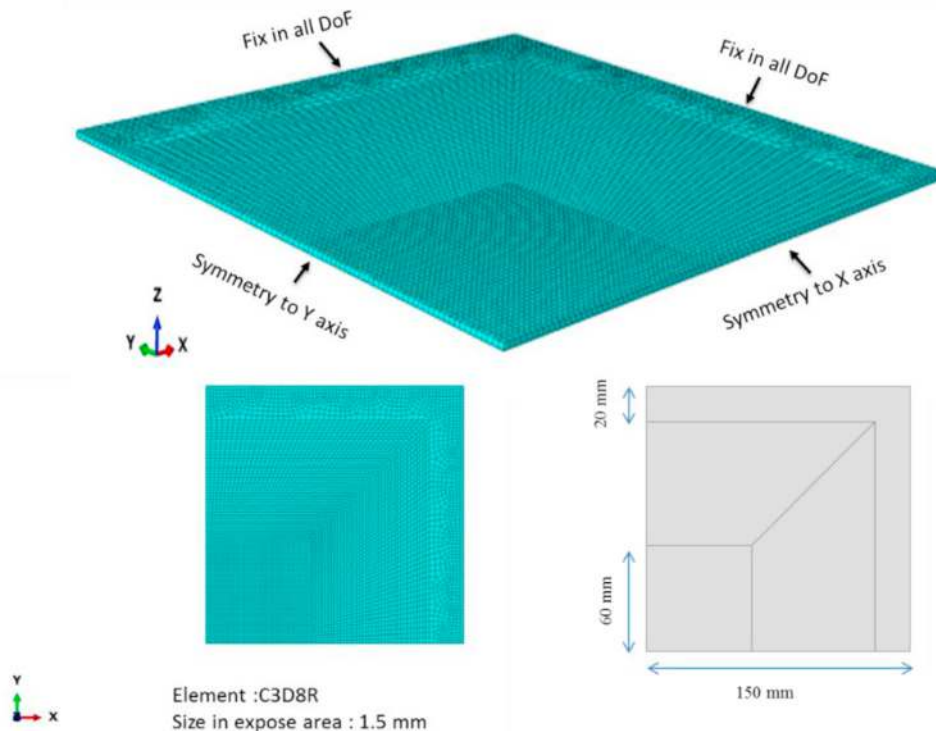 Fix in all DoF
Fix in all DoF
Symmetry to Y axis
Symmetry to X axis
Z
Y
X
20 mm
60 mm
150 mm
Y
X
Element :C3D8R
Size in expose area : 1.5 mm